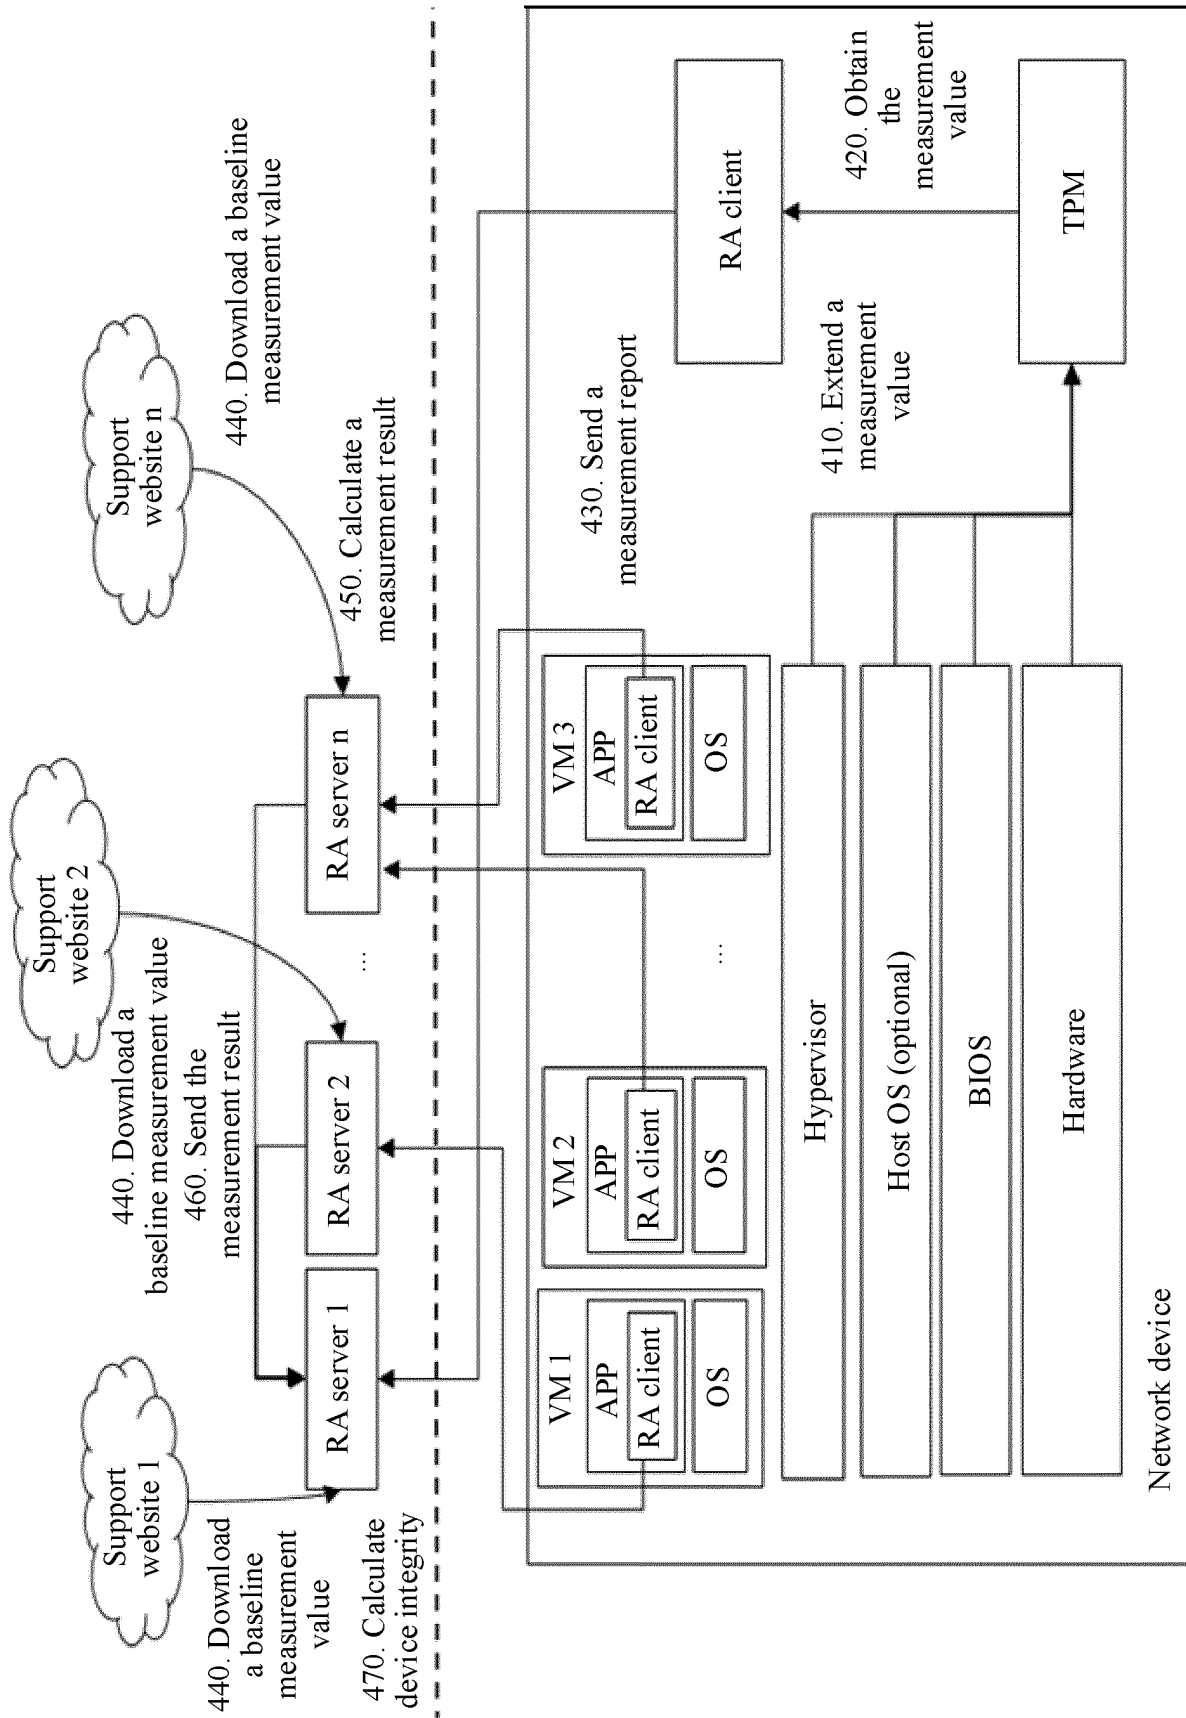 Support
website 1
Support
website 2
Support
website n
440. Download
a baseline
measurement
value
440. Download a
baseline measurement value
460. Send the
measurement result
440. Download a baseline
measurement value
RA server 1
RA server 2
...
RA server n
450. Calculate a
measurement result
470. Calculate
device integrity
VM 1
APP
RA client
OS
VM 2
APP
RA client
OS
...
VM 3
APP
RA client
OS
430. Send a
measurement report
RA client
420. Obtain
the
measurement
value
410. Extend a
measurement
value
TPM
Hypervisor
Host OS (optional)
BIOS
Hardware
Network device